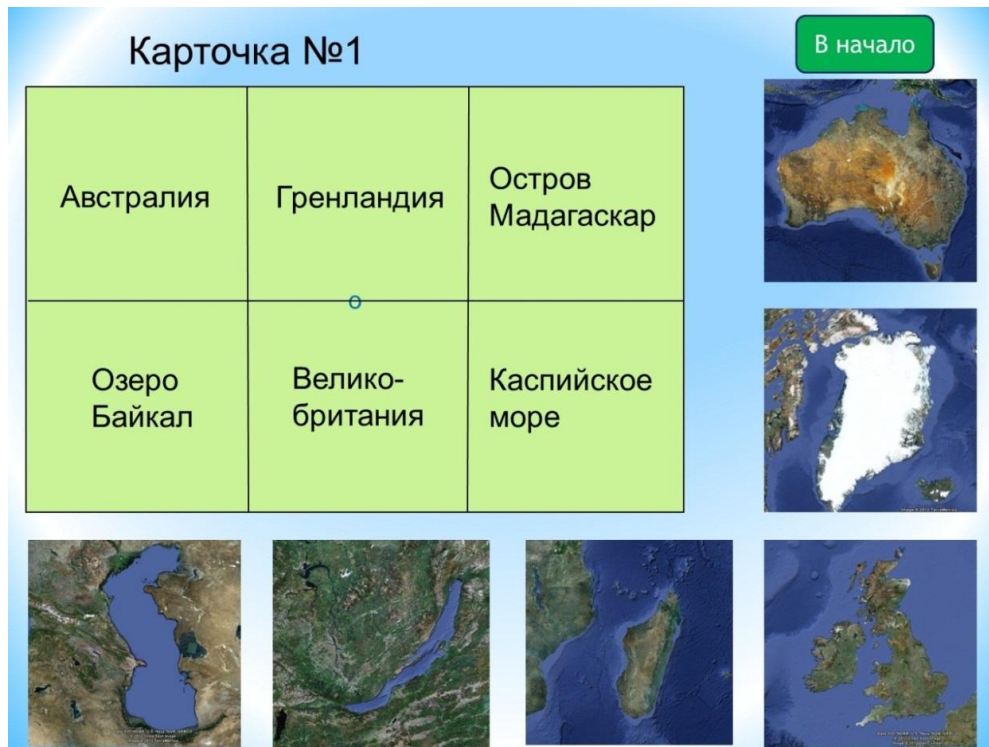 Карточка №1
В начало
Австралия
Гренландия
Остров
Мадагаскар
о
Озеро
Байкал
Велико-
британия
Каспийское
море